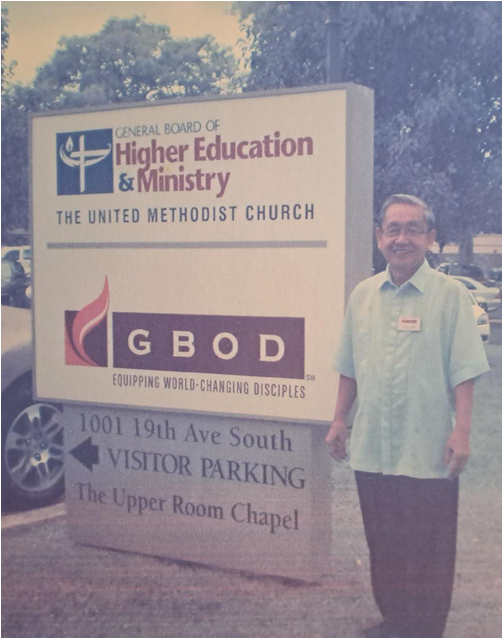 GENERAL BOARD OF
Higher Education
& Ministry
THE UNITED METHODIST CHURCH
GBOD
SM
EQUIPPING WORLD-CHANGING DISCIPLES
1001 19th Ave South
VISITOR PARKING
The Upper Room Chapel